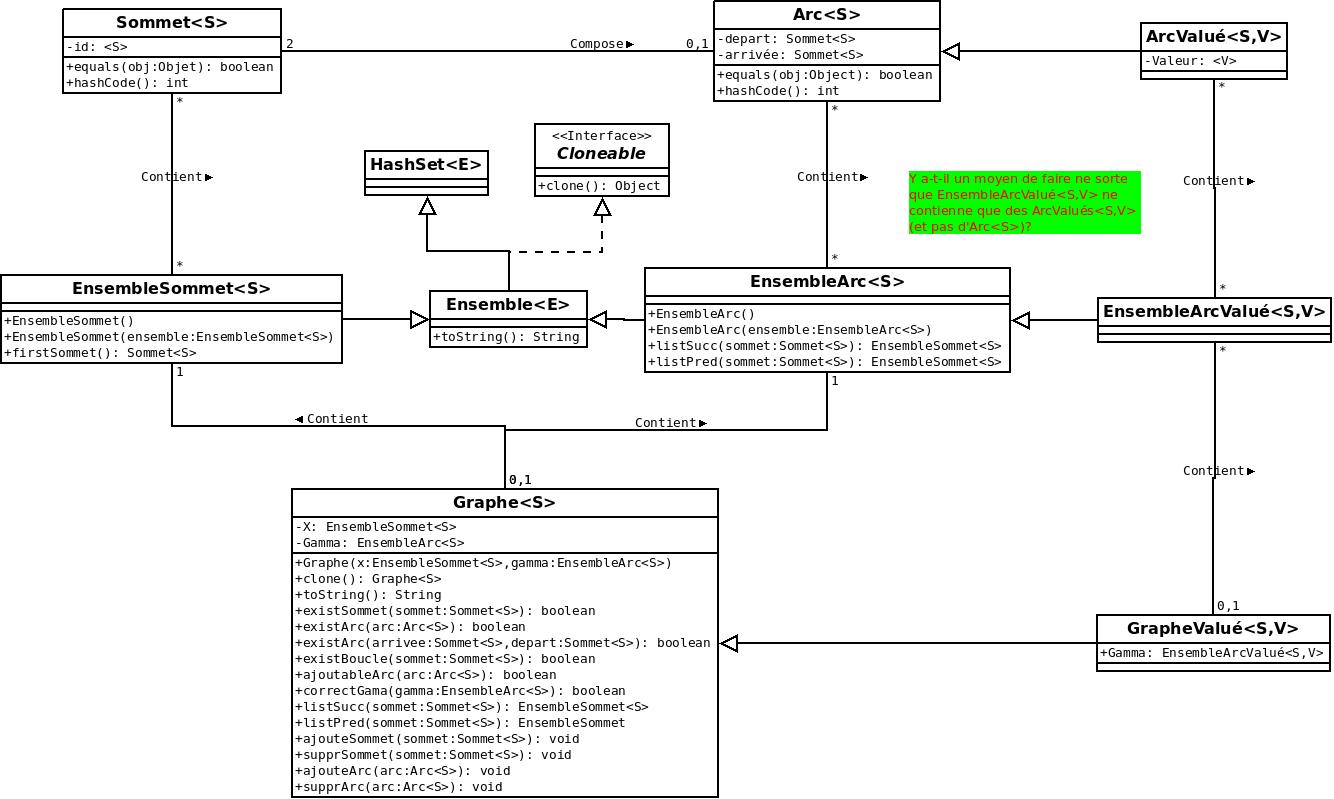 Sommet<S>
-id: <S>
+equals(obj:Objet): boolean
+hashCode(): int
2
Compose►
0,1
Arc<S>
-depart: Sommet<S>
-arrivée: Sommet<S>
+equals(obj:Object): boolean
+hashCode(): int
ArcValué<S,V>
-Valeur: <V>
*
Contient►
*
HashSet<E>
<<Interface>>
Cloneable
+clone(): Object
*
Contient►
*
Y a-t-il un moyen de faire ne sorte
que EnsembleArcValué<S,V> ne
contienne que des ArcValués<S,V>
(et pas d'Arc<S>)?
*
Contient►
*
EnsembleSommet<S>
+EnsembleSommet()
+EnsembleSommet(ensemble:EnsembleSommet<S>)
+firstSommet(): Sommet<S>
Ensemble<E>
+toString(): String
EnsembleArc<S>
+EnsembleArc()
+EnsembleArc(ensemble:EnsembleArc<S>)
+listSucc(sommet:Sommet<S>): EnsembleSommet<S>
+listPred(sommet:Sommet<S>): EnsembleSommet<S>
EnsembleArcValué<S,V>
1
◄Contient
Contient►
1
0,1
*
Contient►
0,1
Graphe<S>
-X: EnsembleSommet<S>
-Gamma: EnsembleArc<S>
+Graphe(x:EnsembleSommet<S>,gamma:EnsembleArc<S>)
+clone(): Graphe<S>
+toString(): String
+existSommet(sommet:Sommet<S>): boolean
+existArc(arc:Arc<S>): boolean
+existArc(arrivee:Sommet<S>,depart:Sommet<S>): boolean
+existBoucle(sommet:Sommet<S>): boolean
+ajoutableArc(arc:Arc<S>): boolean
+correctGama(gamma:EnsembleArc<S>): boolean
+listSucc(sommet:Sommet<S>): EnsembleSommet<S>
+listPred(sommet:Sommet<S>): EnsembleSommet
+ajouteSommet(sommet:Sommet<S>): void
+supprSommet(sommet:Sommet<S>): void
+ajouteArc(arc:Arc<S>): void
+supprArc(arc:Arc<S>): void
GrapheValué<S,V>
+Gamma: EnsembleArcValué<S,V>